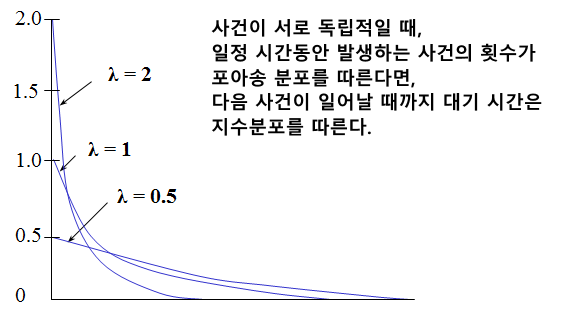 2.0
사건이 서로 독립적일 때,
일정 시간동안 발생하는 사건의 횟수가
포아송 분포를 따른다면,
다음 사건이 일어날 때까지 대기 시간은
지수분포를 따른다.
λ = 2
1.5
λ = 1
1.0
λ = 0.5
0.5
0